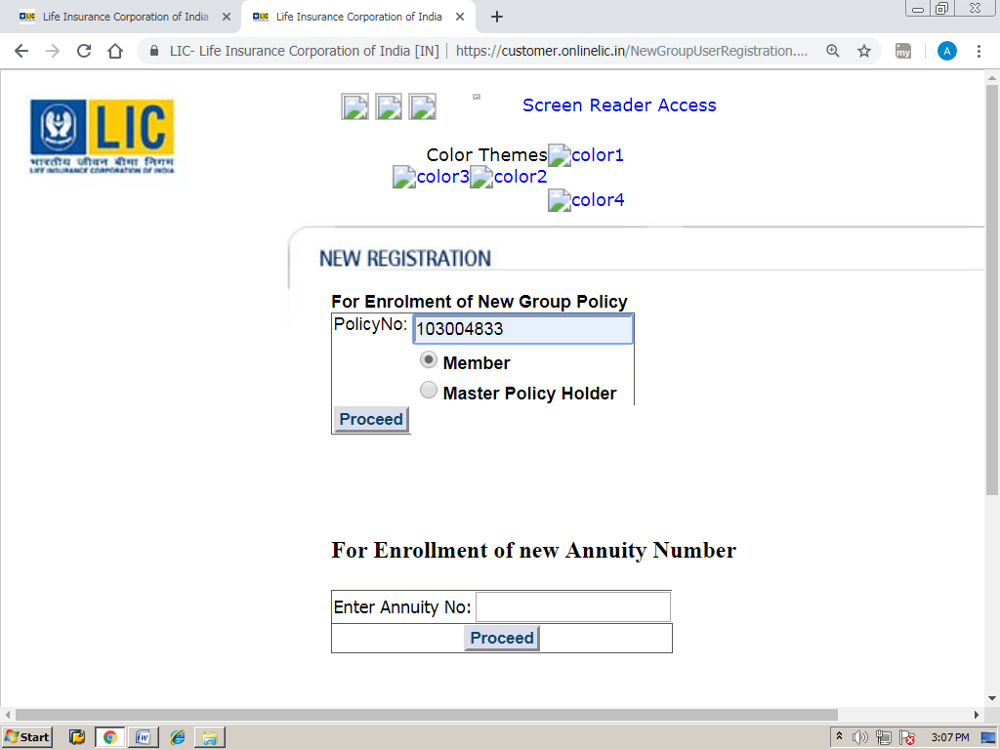 Life Insurance Corporation of India
Life Insurance Corporation of India
LIC- Life Insurance Corporation of India [IN] https://customer.onlinelic.in/NewGroupUserRegistration....
my
A
LIC
भारतीय जीवन बीमा निगम
LIFE INSURANCE CORPORATION OF INDIA
Screen Reader Access
Color Themes color1
color3 color2
color4
NEW REGISTRATION
For Enrolment of New Group Policy
PolicyNo: 103004833
Member
Master Policy Holder
Proceed
For Enrollment of new Annuity Number
Enter Annuity No:
Proceed
Start
3:07 PM